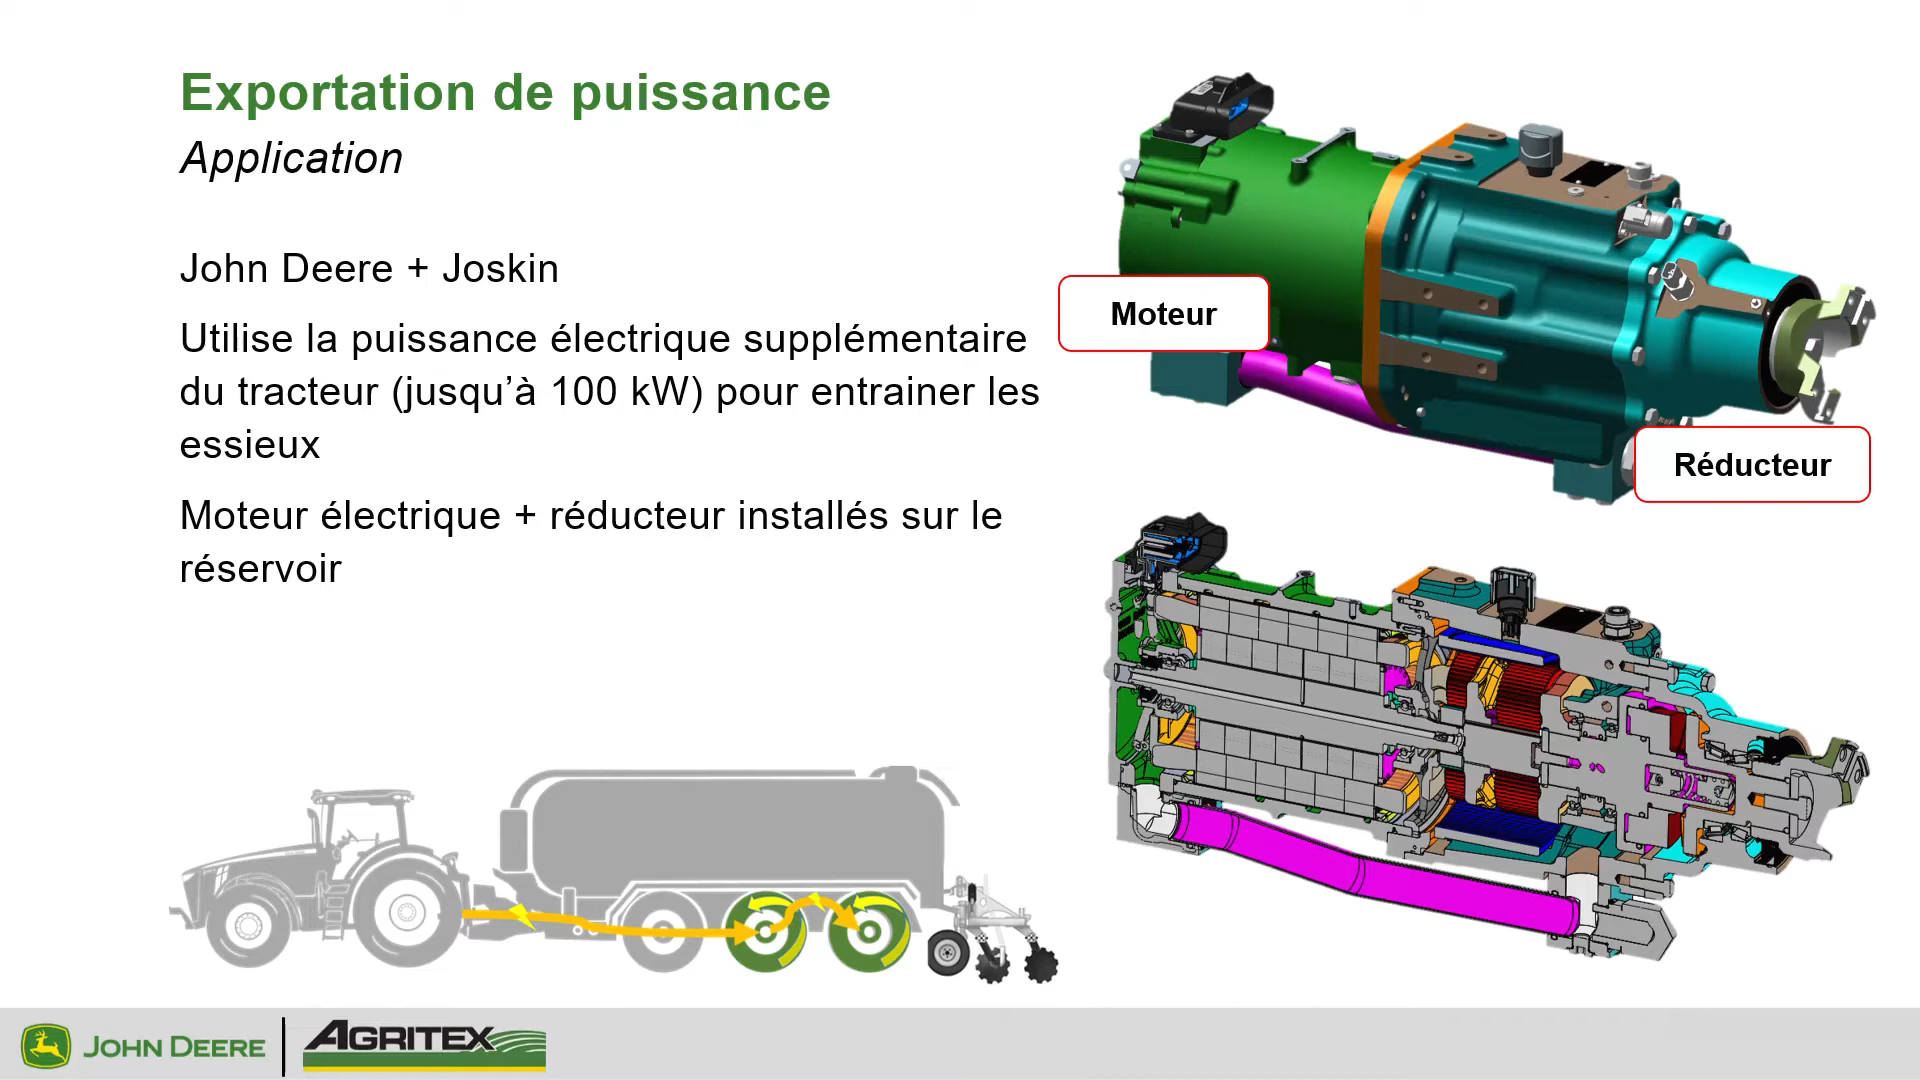 Exportation de puissance
Application
John Deere + Joskin
Utilise la puissance électrique supplémentaire
du tracteur (jusqu’à 100 kW) pour entrainer les
essieux
Moteur électrique + réducteur installés sur le
réservoir
Moteur
Réducteur
JOHN DEERE
AGRITEX